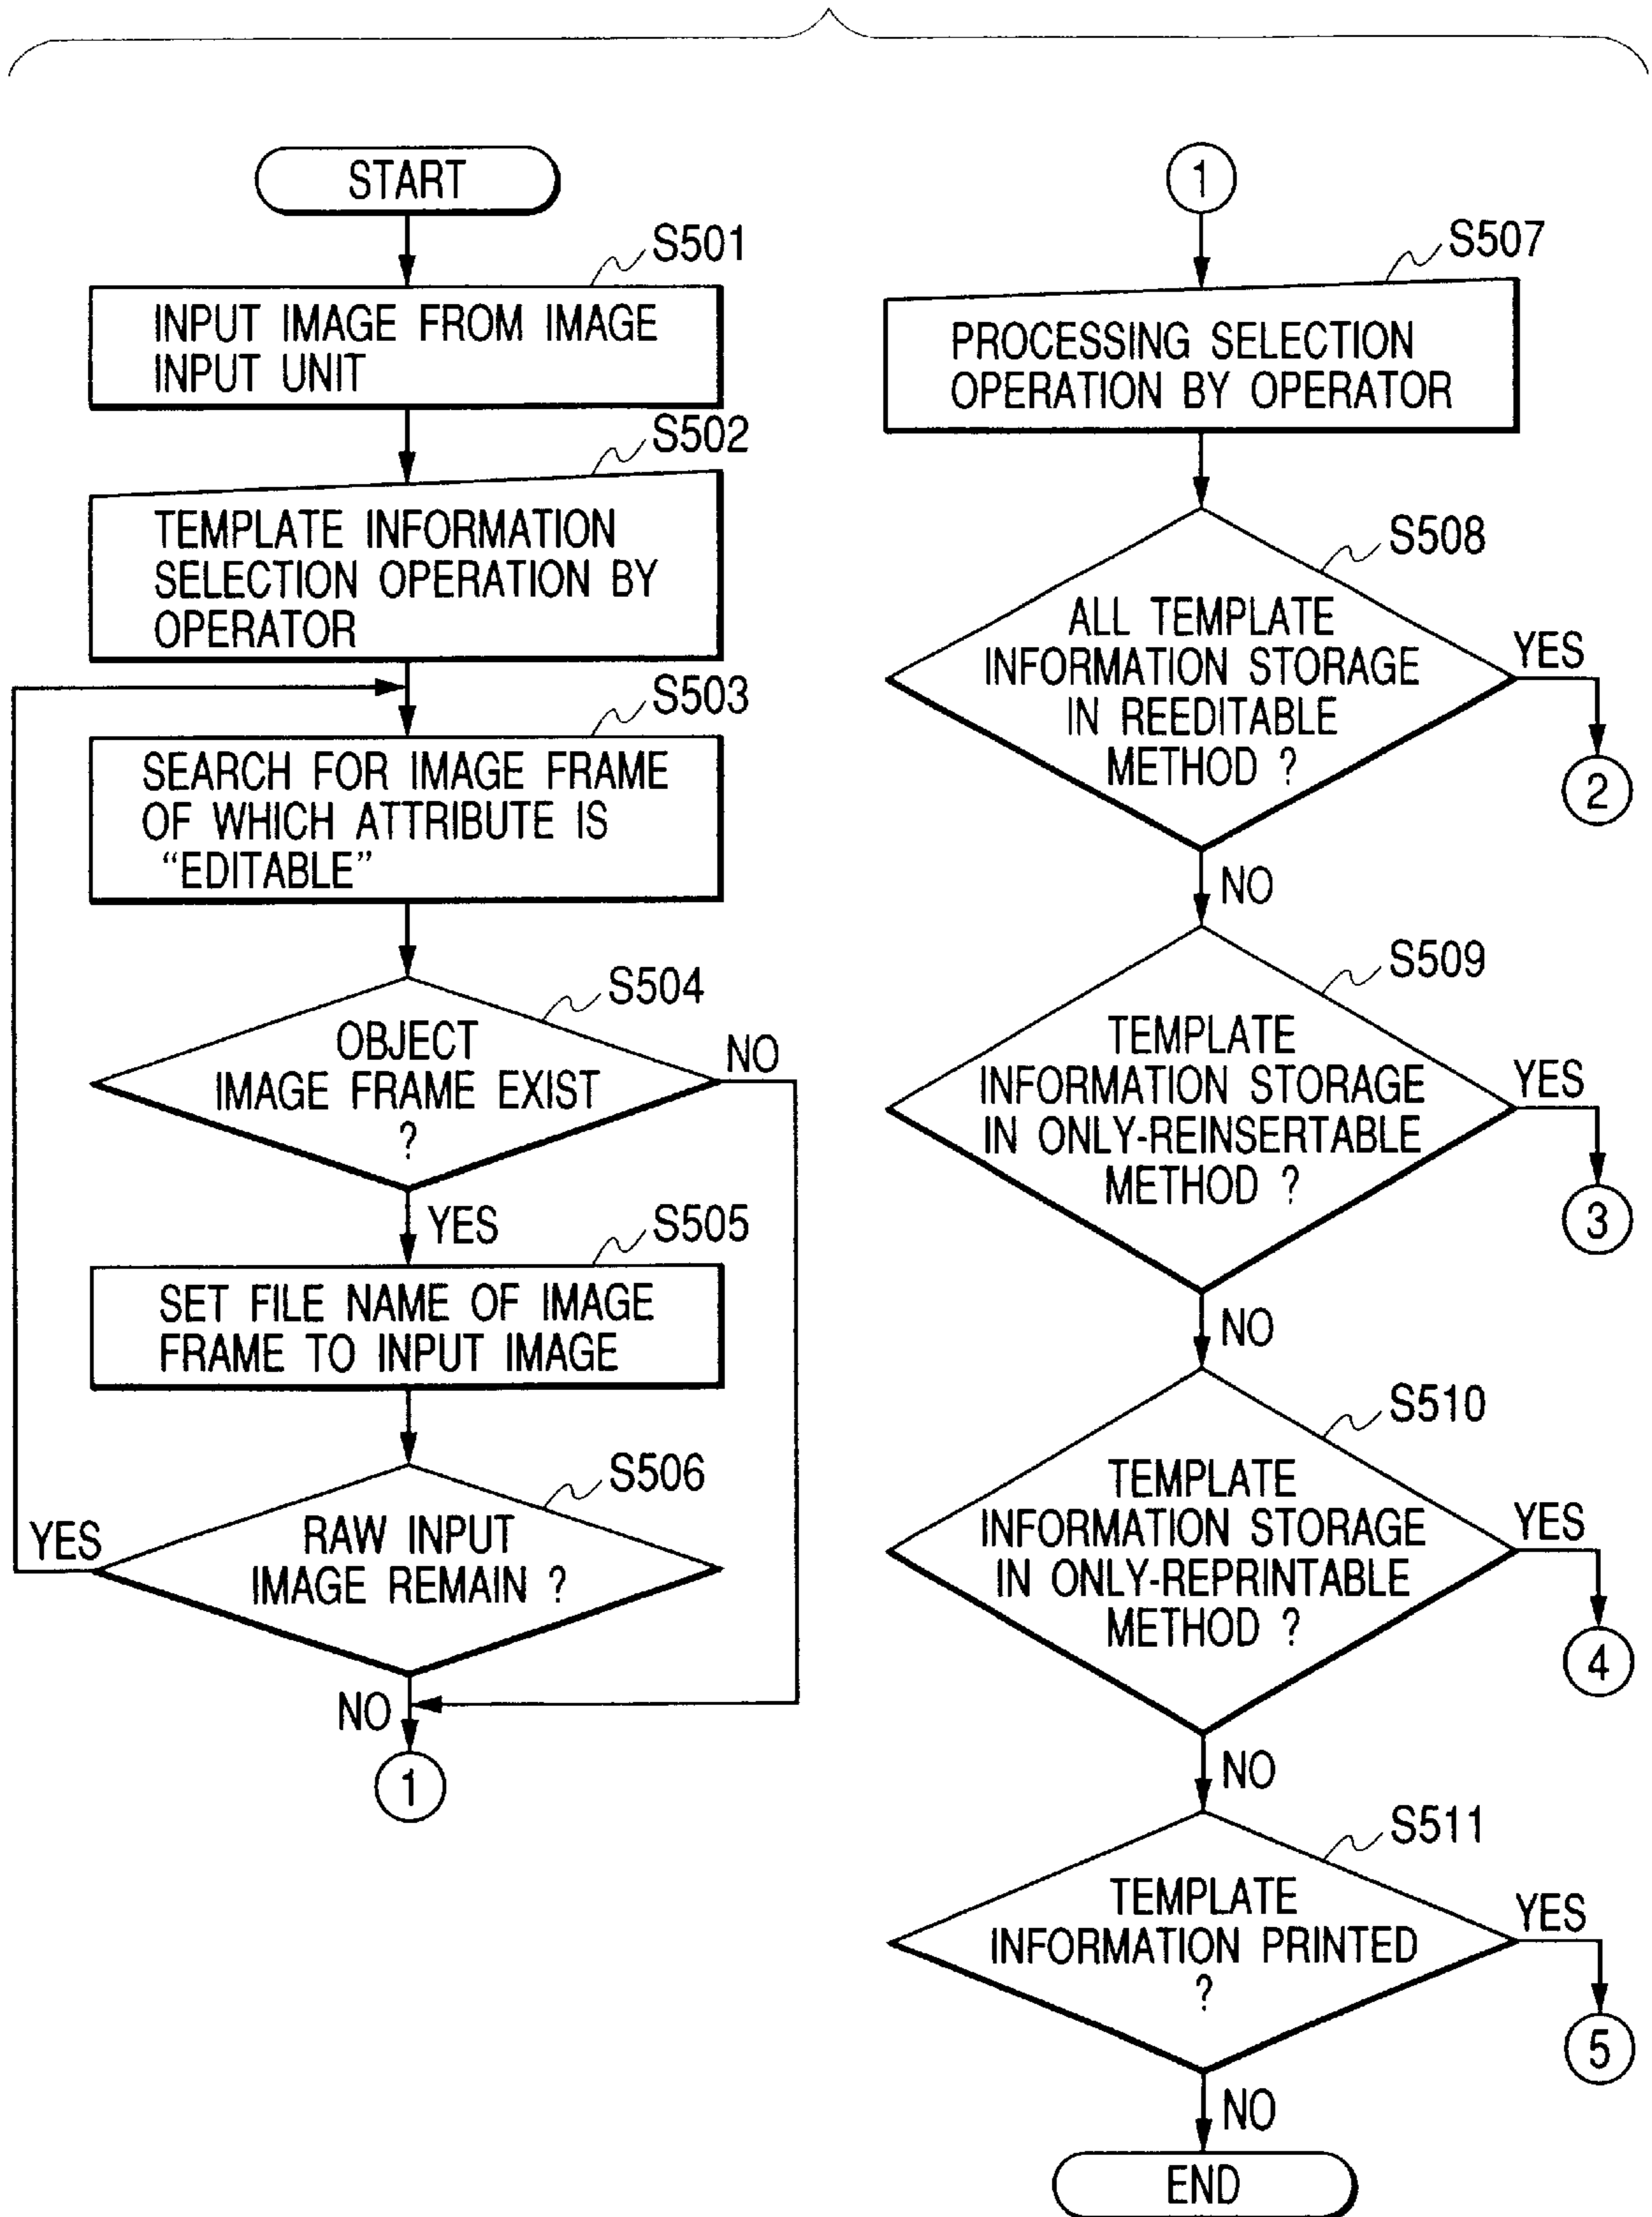 START
S501
INPUT IMAGE FROM IMAGE
INPUT UNIT
S502
TEMPLATE INFORMATION
SELECTION OPERATION BY
OPERATOR
S503
SEARCH FOR IMAGE FRAME
OF WHICH ATTRIBUTE IS
“EDITABLE”
S504
OBJECT
IMAGE FRAME EXIST
?
NO
YES
S505
SET FILE NAME OF IMAGE
FRAME TO INPUT IMAGE
S506
RAW INPUT
IMAGE REMAIN ?
YES
NO
1
1
S507
PROCESSING SELECTION
OPERATION BY OPERATOR
S508
ALL TEMPLATE
INFORMATION STORAGE
IN REEDITABLE
METHOD ?
YES
2
NO
S509
TEMPLATE
INFORMATION STORAGE
IN ONLY-REINSERTABLE
METHOD ?
YES
3
NO
S510
TEMPLATE
INFORMATION STORAGE
IN ONLY-REPRINTABLE
METHOD ?
YES
4
NO
S511
TEMPLATE
INFORMATION PRINTED
?
YES
5
NO
END